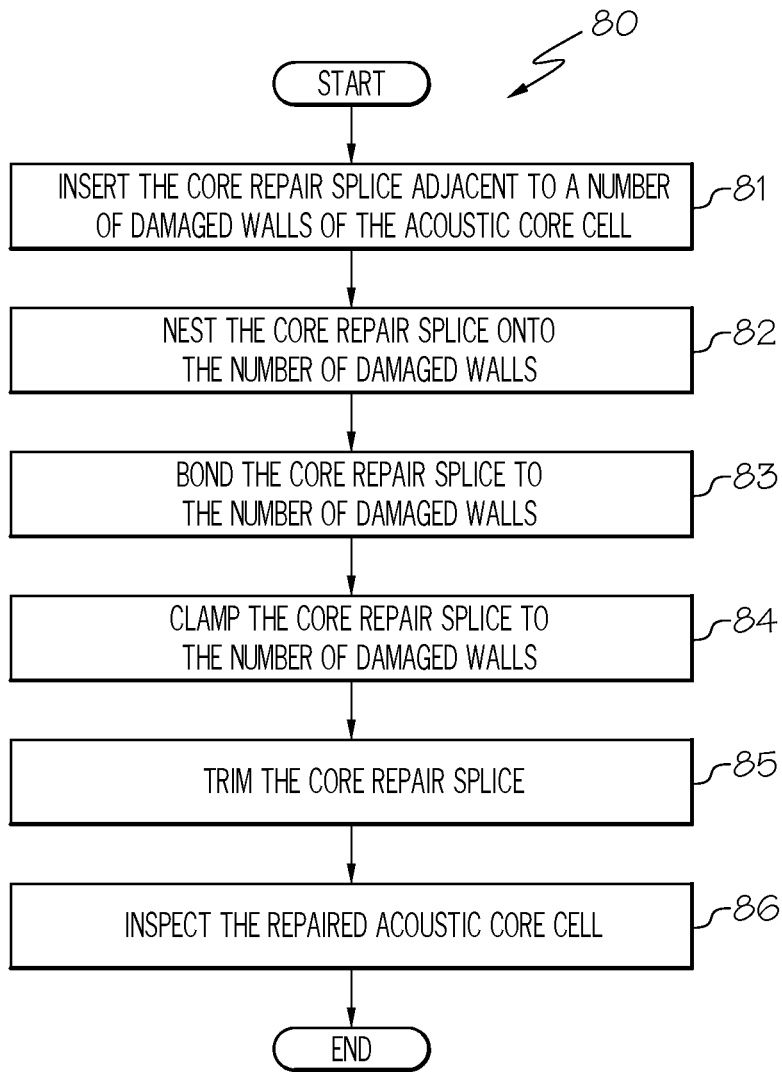 80
START
INSERT THE CORE REPAIR SPLICE ADJACENT TO A NUMBER
OF DAMAGED WALLS OF THE ACOUSTIC CORE CELL
81
NEST THE CORE REPAIR SPLICE ONTO
THE NUMBER OF DAMAGED WALLS
82
BOND THE CORE REPAIR SPLICE TO
THE NUMBER OF DAMAGED WALLS
83
CLAMP THE CORE REPAIR SPLICE TO
THE NUMBER OF DAMAGED WALLS
84
TRIM THE CORE REPAIR SPLICE
85
INSPECT THE REPAIRED ACOUSTIC CORE CELL
86
END